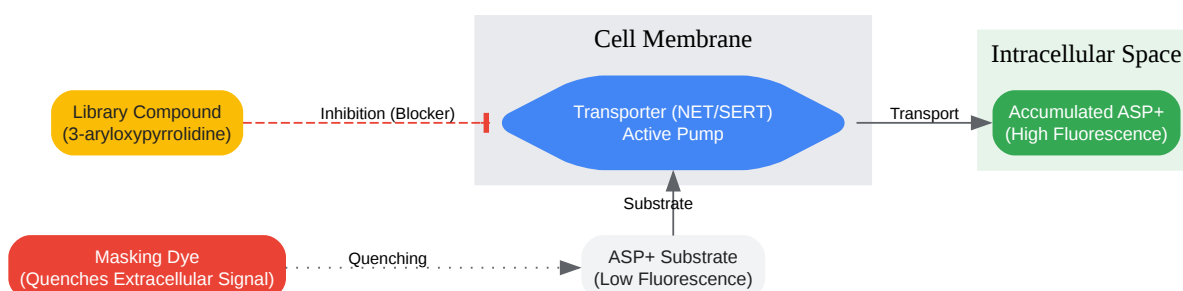 Cell Membrane
Intracellular Space
Library Compound
(3-aryloxypyrrolidine)
Inhibition (Blocker)
Transporter (NET/SERT)
Active Pump
Transport
Accumulated ASP+
(High Fluorescence)
Substrate
Masking Dye
(Quenches Extracellular Signal)
Quenching
ASP+ Substrate
(Low Fluorescence)